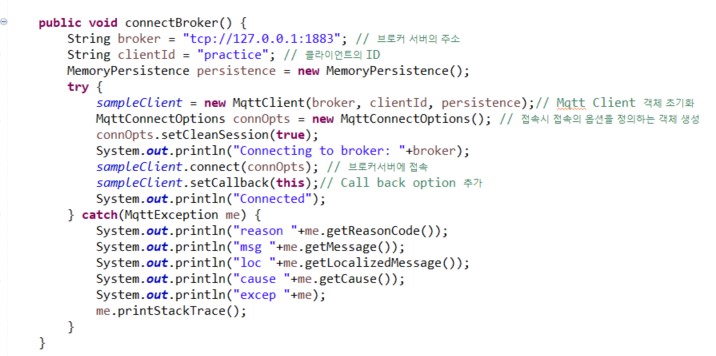 public void connectBroker() {
String broker = "tcp://127.0.0.1:1883"; // 브로커 서버의 주소
String clientId = "practice"; // 클라이언트의 ID
MemoryPersistence persistence = new MemoryPersistence();
try {
sampleClient = new MqttClient(broker, clientId, persistence);// Mqtt Client 객체 초기화
MqttConnectOptions connOpts = new MqttConnectOptions(); // 접속시 접속의 옵션을 정의하는 객체 생성
connOpts.setCleanSession(true);
System.out.println("Connecting to broker: "+broker);
sampleClient.connect(connOpts); // 브로커서버에 접속
sampleClient.setCallback(this);// Call back option 추가
System.out.println("Connected");
} catch(MqttException me) {
System.out.println("reason "+me.getReasonCode());
System.out.println("msg "+me.getMessage());
System.out.println("loc "+me.getLocalizedMessage());
System.out.println("cause "+me.getCause());
System.out.println("excep "+me);
me.printStackTrace();
}
}